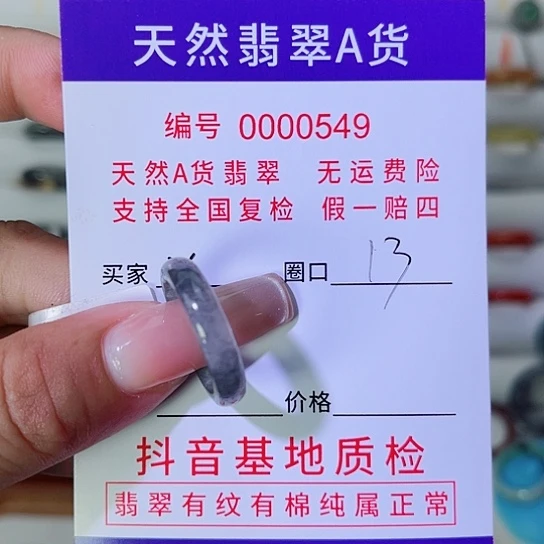 天然翡翠A货
编号 0000549
天然A货翡翠 无运费险
支持全国复检 假一赔四
买家 圈口 13
价格
抖音基地质检
翡翠有纹有棉纯属正常